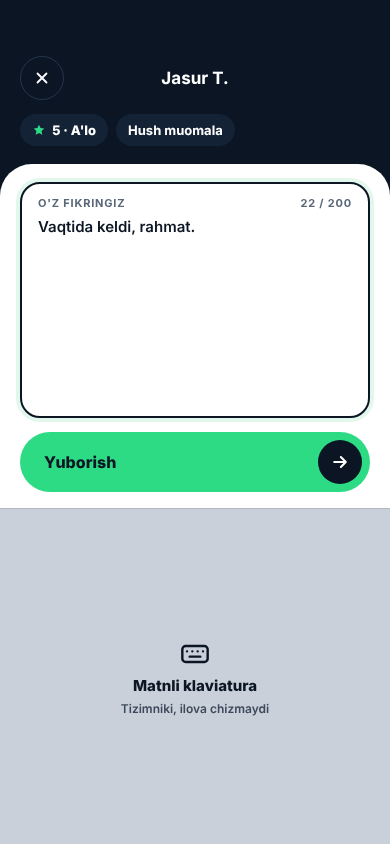 Jasur T.
5 · A'lo
Hush muomala
O'Z FIKRINGIZ
22 / 200
Vaqtida keldi, rahmat.
Yuborish
Matnli klaviatura
Tizimniki, ilova chizmaydi